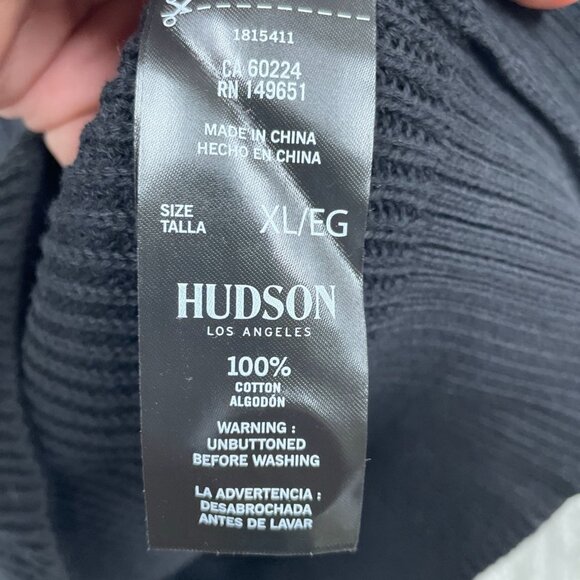 1815411
CA 60224
RN 149651
MADE IN CHINA
HECHO EN CHINA
SIZE
TALLA
XL/EG
HUDSON
LOS ANGELES
100%
COTTON
ALGODÓN
WARNING :
UNBUTTONED
BEFORE WASHING
LA ADVERTENCIA :
DESABROCHADA
ANTES DE LAVAR